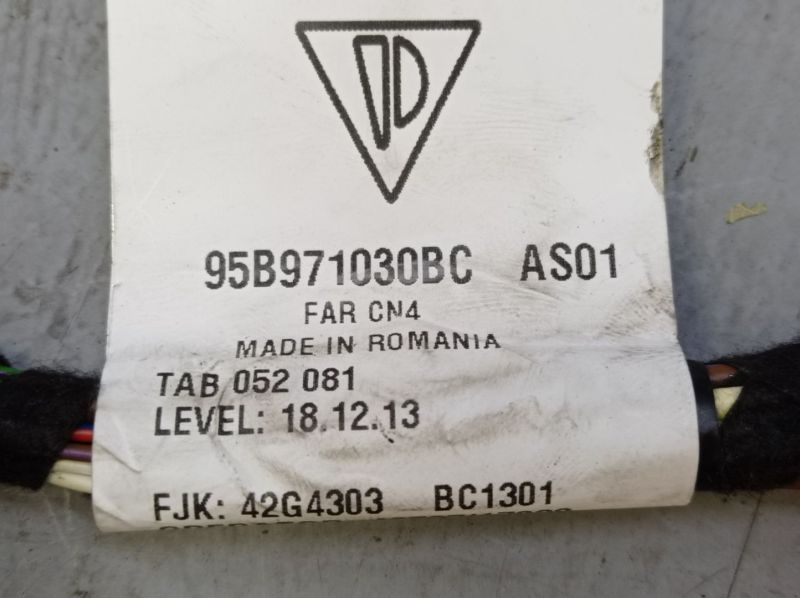 95B971030BC AS01
FAR CN4
MADE IN ROMANIA
TAB 052 081
LEVEL: 18.12.13
FJK: 42G4303 BC1301